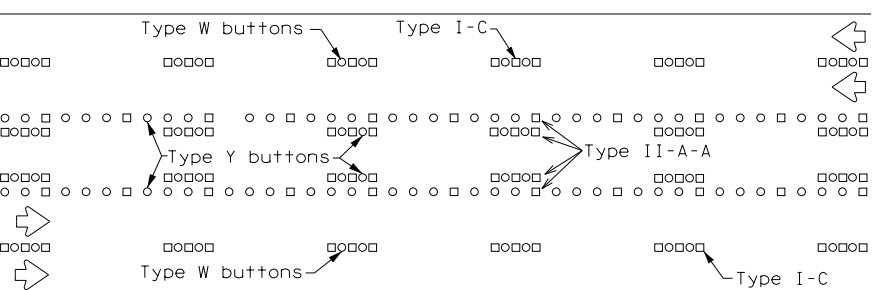 Type W buttons
Type I-C
Type Y buttons
Type II-A-A
Type W buttons
Type I-C